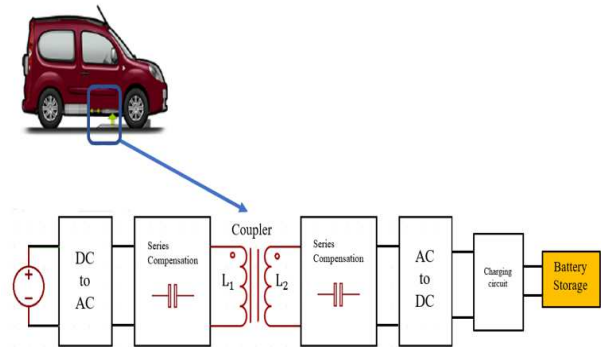 Coupler
+
−
DC
to
AC
Series
Compensation
L1
L2
Series
Compensation
AC
to
DC
Charging
circuit
Battery
Storage